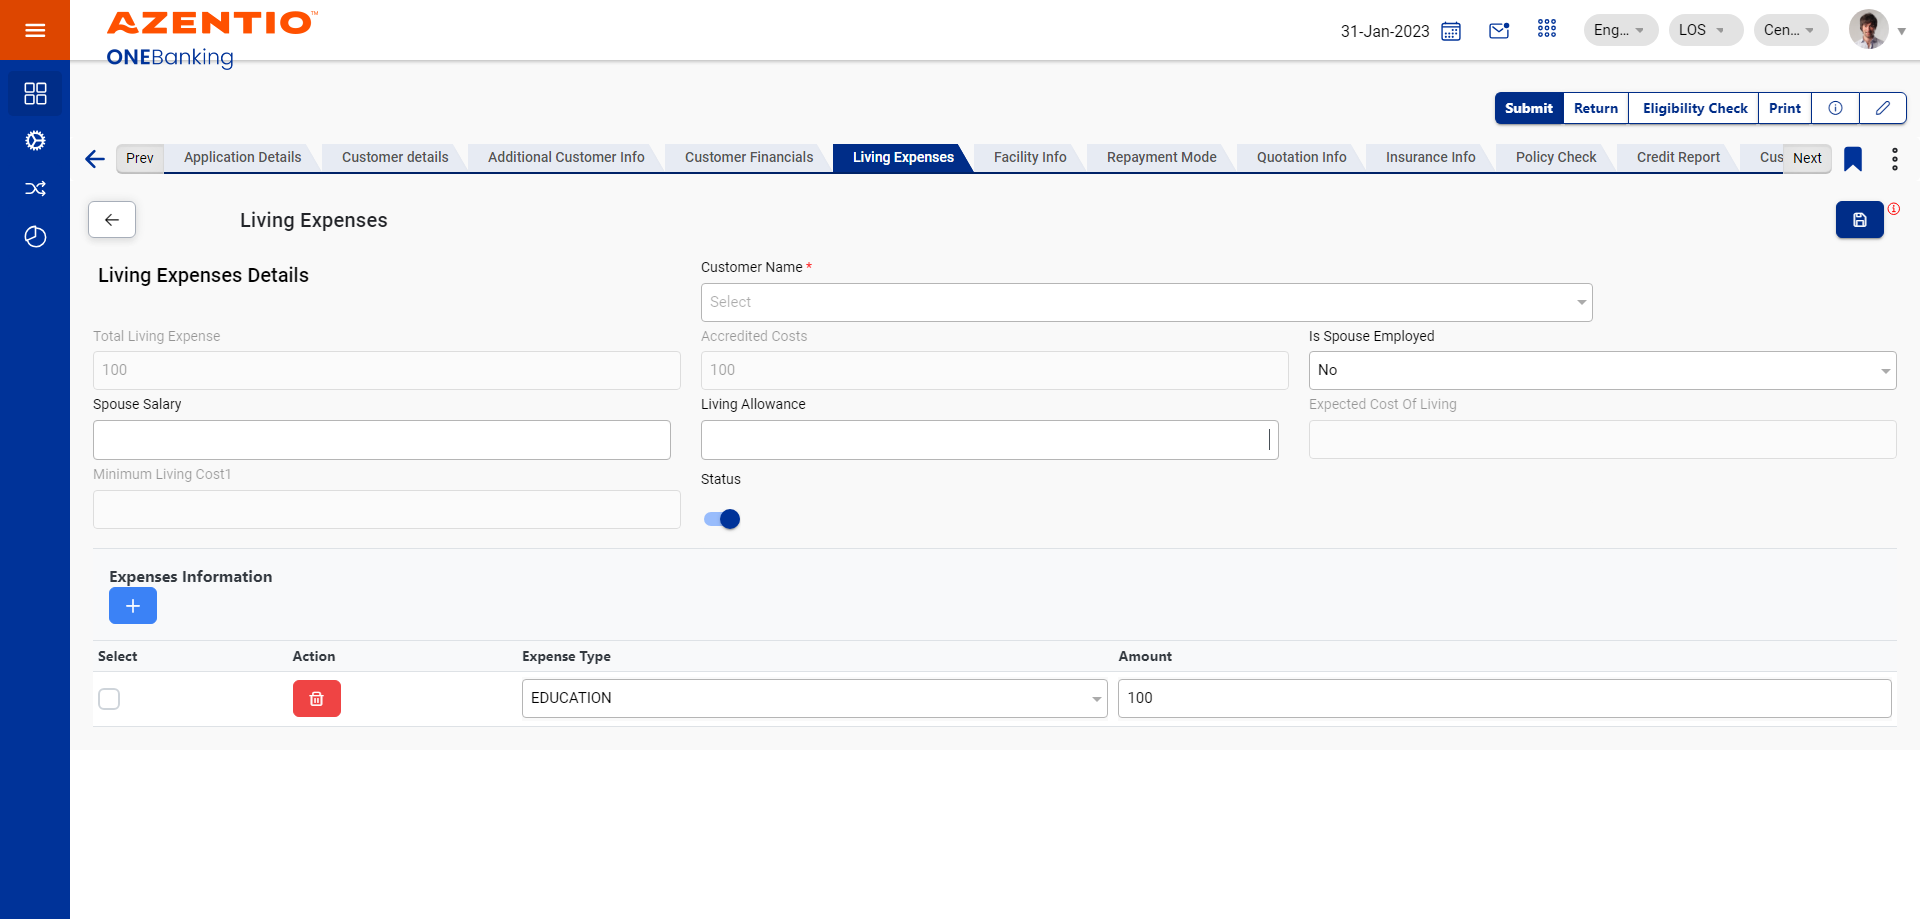 AZENTIO™
ONEBanking
31-Jan-2023
Eng...
LOS
Cen...
Submit
Return
Eligibility Check
Print
Prev
Application Details
Customer details
Additional Customer Info
Customer Financials
Living Expenses
Facility Info
Repayment Mode
Quotation Info
Insurance Info
Policy Check
Credit Report
Cus
Next
Living Expenses
Living Expenses Details
Customer Name *
Select
Total Living Expense
Accredited Costs
Is Spouse Employed
100
100
No
Spouse Salary
Living Allowance
Expected Cost Of Living
Minimum Living Cost1
Status
Expenses Information
+
Select
Action
Expense Type
Amount
EDUCATION
100